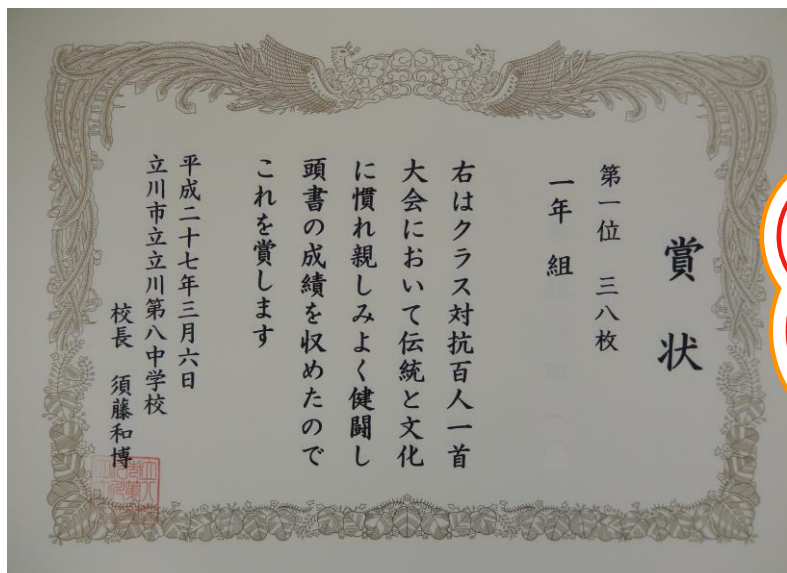 賞状
第一位 三八枚
一年 組
右はクラス対抗百人一首
大会において伝統と文化
に慣れ親しみよく健闘し
頭書の成績を収めたので
これを賞します
平成二十七年三月六日
立川市立立川第八中学校
校長 須藤和博